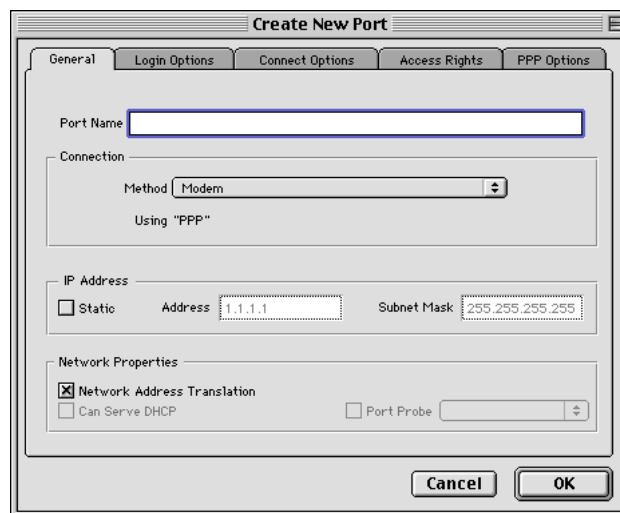 Create New Port
General Login Options Connect Options Access Rights PPP Options
Port Name
Connection
Method Modem
Using "PPP"
IP Address
Static Address 1.1.1.1 Subnet Mask 255.255.255.255
Network Properties
Network Address Translation
Can Serve DHCP Port Probe
Cancel OK